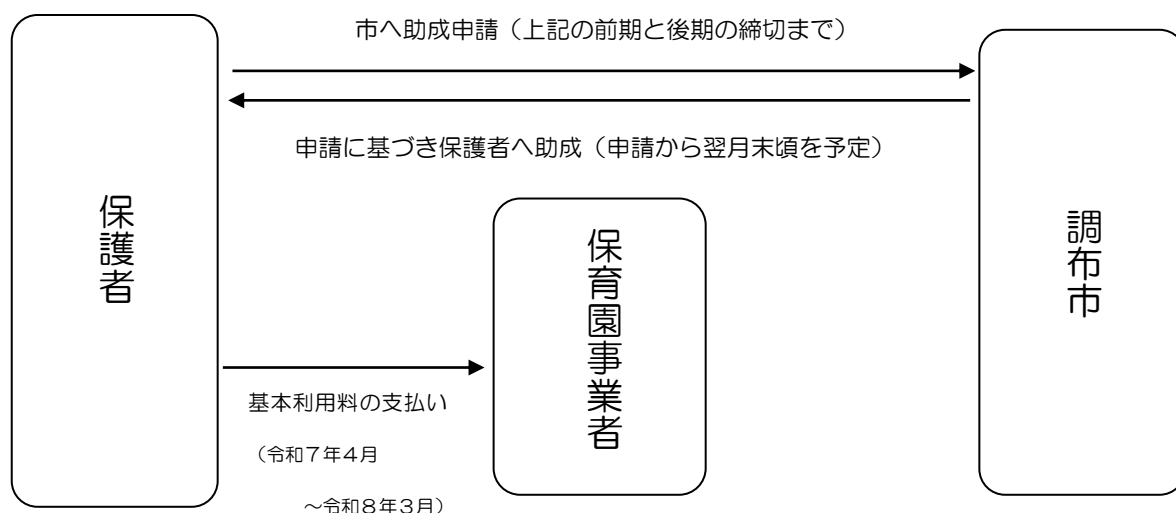 市へ助成申請（上記の前期と後期の締切まで）
申請に基づき保護者へ助成（申請から翌月末頃を予定）
保護者
保育園事業者
調布市
基本利用料の支払い
（令和７年４月
～令和８年３月）